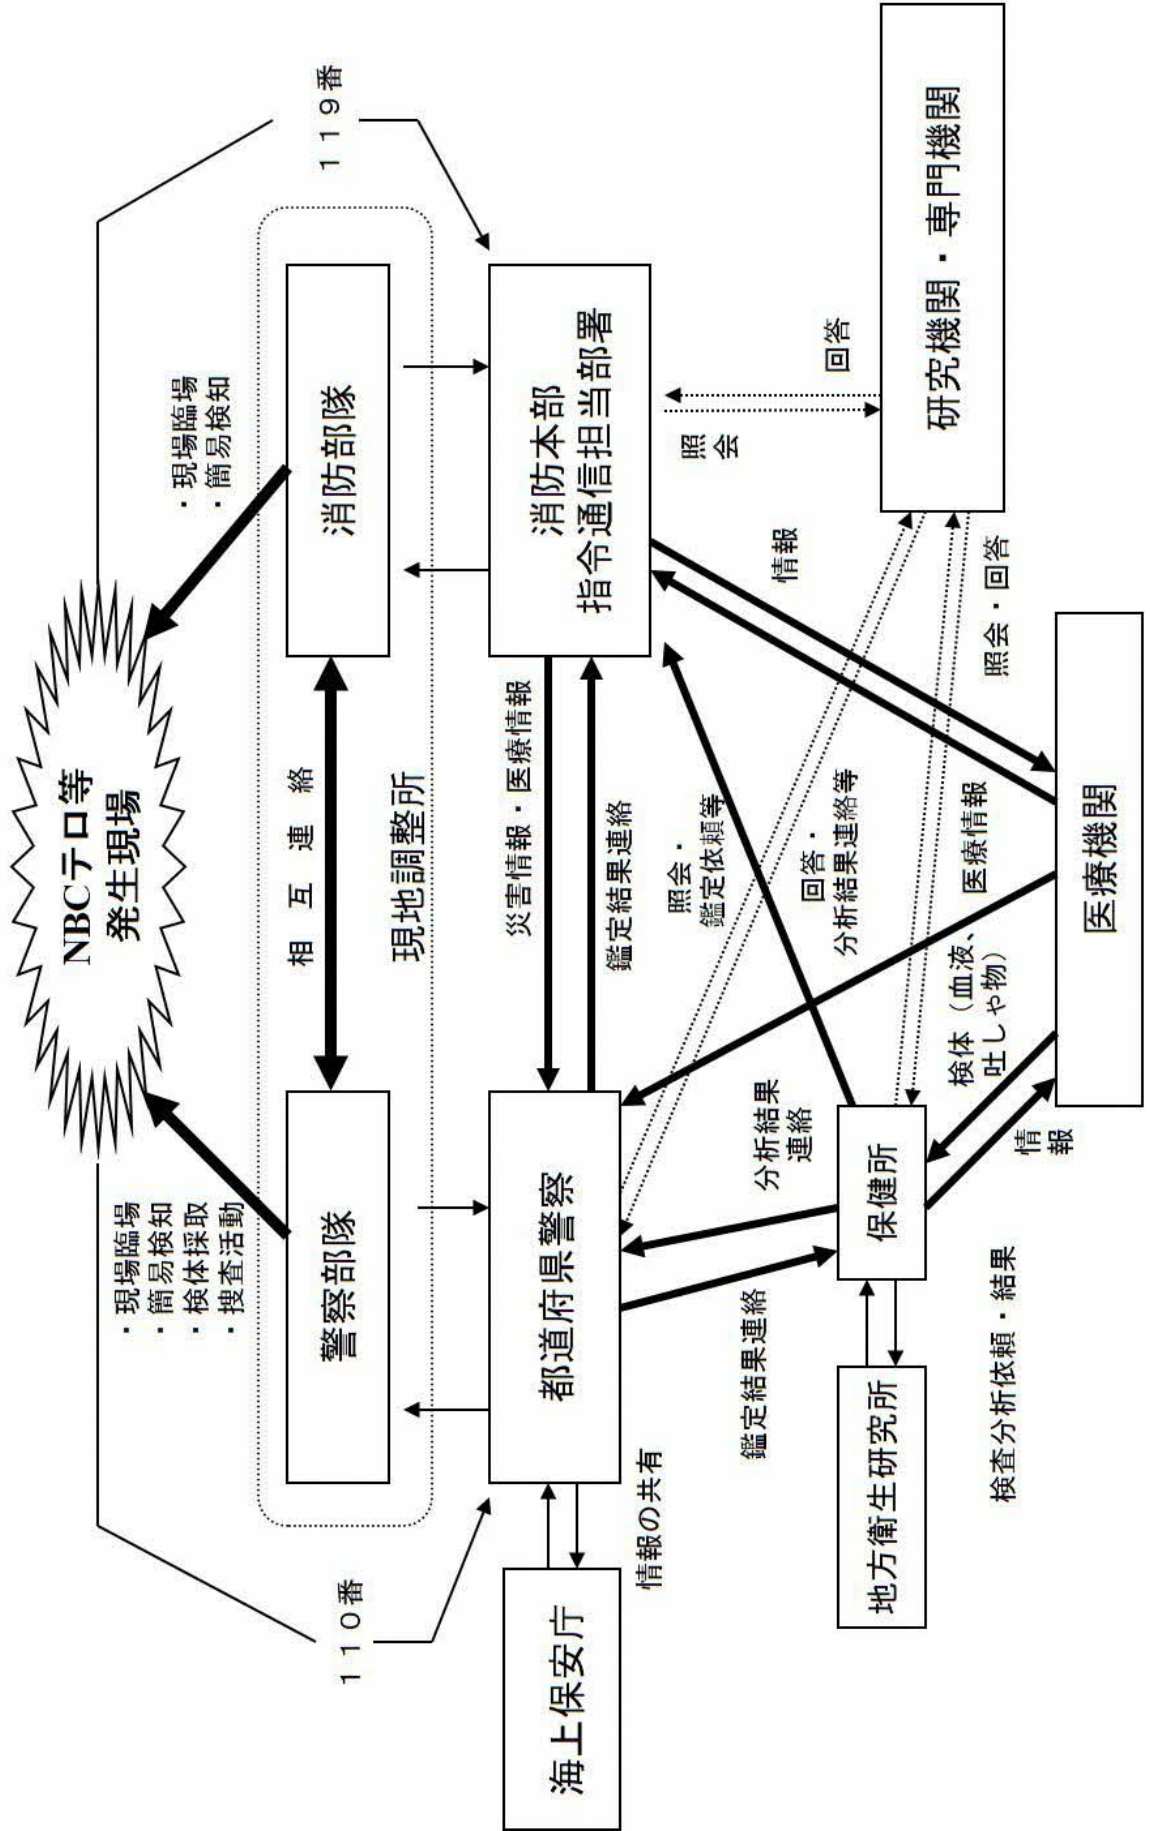 NBCテロ等
発生現場
１１０番
１１９番
・現場臨場
・簡易検知
・検体採取
・捜査活動
・現場臨場
・簡易検知
警察部隊
相互連絡
消防部隊
現地調整所
海上保安庁
情報の共有
都道府県警察
災害情報・医療情報
鑑定結果連絡
消防本部
指令通信担当部署
照会・
鑑定依頼等
回答・
分析結果連絡等
照会
回答
情報
鑑定結果連絡
分析結果
連絡
地方衛生研究所
保健所
検査分析依頼・結果
検体（血液、
吐しゃ物）
情報
医療情報
照会・回答
医療機関
研究機関・専門機関